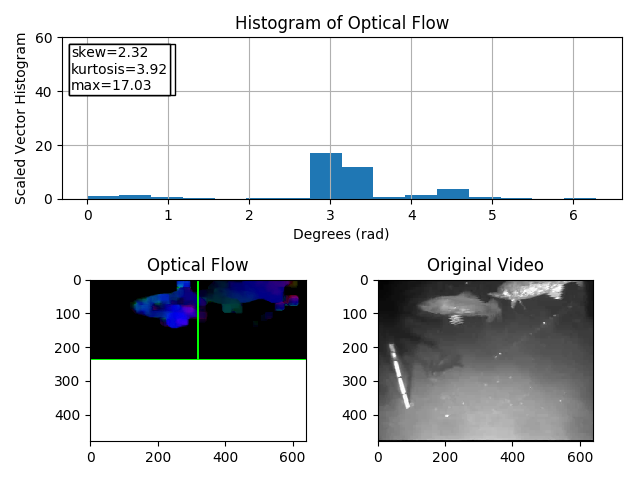 Histogram of Optical Flow
60
40
20
0
Scaled Vector Histogram
skew=2.32
kurtosis=3.92
max=17.03
0 1 2 3 4 5 6
Degrees (rad)
Optical Flow
0
100
200
300
400
0 200 400 600
Original Video
0
100
200
300
400
0 200 400 600